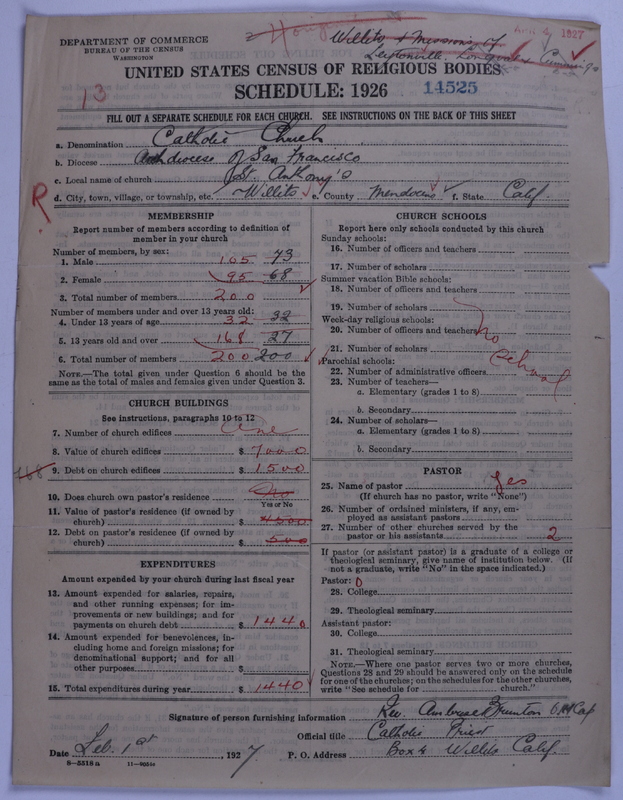 DEPARTMENT OF COMMERCE
BUREAU OF THE CENSUS
WASHINGTON
Willits & Missions of
Laytonville, Longvale & Cummings
1927
UNITED STATES CENSUS OF RELIGIOUS BODIES
13
SCHEDULE: 1926
14525
FILL OUT A SEPARATE SCHEDULE FOR EACH CHURCH. SEE INSTRUCTIONS ON THE BACK OF THIS SHEET
a. Denomination Catholic Church
b. Diocese Archdiocese of San Francisco
c. Local name of church St. Anthony's
d. City, town, village, or township, etc. Willits e. County Mendocino f. State Calif.
R
MEMBERSHIP
Report number of members according to definition of
member in your church
Number of members, by sex:
1. Male 105 73
2. Female 95 68
3. Total number of members 200
Number of members under and over 13 years old:
4. Under 13 years of age 32 32
5. 13 years old and over 168 27
6. Total number of members 200 200
NOTE.—The total given under Question 6 should be the
same as the total of males and females given under Question 3.
CHURCH BUILDINGS
See instructions, paragraphs 10 to 12
7. Number of church edifices One
8. Value of church edifices $ 7000
168
9. Debt on church edifices $ 1500
10. Does church own pastor's residence No
Yes or No
11. Value of pastor's residence (if owned by
church) $ 4500
12. Debt on pastor's residence (if owned by
church) $ 500
EXPENDITURES
Amount expended by your church during last fiscal year
13. Amount expended for salaries, repairs,
and other running expenses; for im-
provements or new buildings; and for
payments on church debt $ 1440
14. Amount expended for benevolences, in-
cluding home and foreign missions; for
denominational support; and for all
other purposes $
15. Total expenditures during year $ 1440
CHURCH SCHOOLS
Report here only schools conducted by this church
Sunday schools:
16. Number of officers and teachers
17. Number of scholars
Summer vacation Bible schools:
18. Number of officers and teachers
19. Number of scholars
Week-day religious schools:
20. Number of officers and teachers
No
21. Number of scholars
School
Parochial schools:
22. Number of administrative officers
23. Number of teachers—
a. Elementary (grades 1 to 8)
b. Secondary
24. Number of scholars—
a. Elementary (grades 1 to 8)
b. Secondary
PASTOR
25. Name of pastor yes
(If church has no pastor, write "None")
26. Number of ordained ministers, if any, em-
ployed as assistant pastors
27. Number of other churches served by the
pastor or his assistants 2
If pastor (or assistant pastor) is a graduate of a college or
theological seminary, give name of institution below. (If
not a graduate, write "No" in the space indicated.)
Pastor: 0
28. College
29. Theological seminary
Assistant pastor:
30. College
31. Theological seminary
NOTE.—Where one pastor serves two or more churches,
Questions 28 and 29 should be answered only on the schedule
for one of the churches; on the schedules for the other churches,
write "See schedule for church."
Signature of person furnishing information Rev. Ambrose
Official title Catholic Priest
Date Feb. 1st, 1927 P. O. Address Box 4 Willits Calif.
8—5318 a